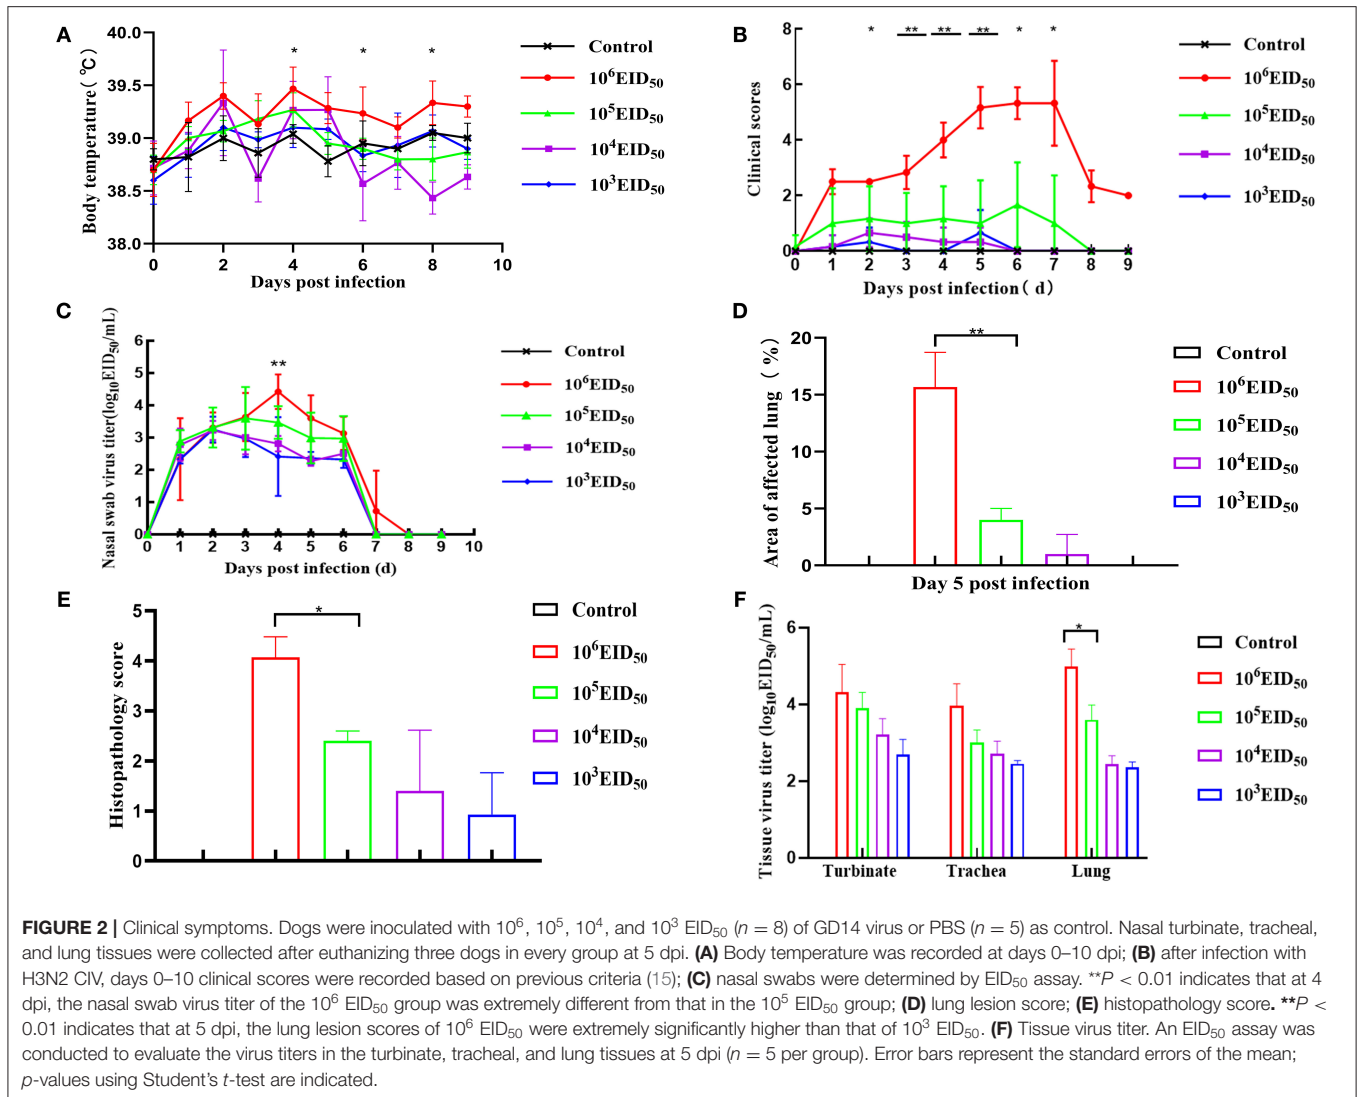 A
40.0
39.5
39.0
38.5
38.0
Body temperature(℃)
0
2
4
6
8
10
Days post infection
*
*
*
Control
10⁶EID₅₀
10⁵EID₅₀
10⁴EID₅₀
10³EID₅₀
B
8
6
4
2
0
Clinical scores
0
1
2
3
4
5
6
7
8
9
Days post infection( d)
*
**
**
**
*
*
Control
10⁶EID₅₀
10⁵EID₅₀
10⁴EID₅₀
10³EID₅₀
C
6
5
4
3
2
1
0
Nasal swab virus titer(log₁₀EID₅₀/mL)
0
1
2
3
4
5
6
7
8
9
10
Days post infection (d)
**
Control
10⁶EID₅₀
10⁵EID₅₀
10⁴EID₅₀
10³EID₅₀
D
20
15
10
5
0
Area of affected lung ( %)
Day 5 post infection
**
Control
10⁶EID₅₀
10⁵EID₅₀
10⁴EID₅₀
10³EID₅₀
E
5
4
3
2
1
0
Histopathology score
*
Control
10⁶EID₅₀
10⁵EID₅₀
10⁴EID₅₀
10³EID₅₀
F
6
4
2
0
Tissue virus titer (log₁₀EID₅₀/mL)
Turbinate
Trachea
Lung
*
Control
10⁶EID₅₀
10⁵EID₅₀
10⁴EID₅₀
10³EID₅₀
FIGURE 2 | Clinical symptoms. Dogs were inoculated with 10⁶, 10⁵, 10⁴, and 10³ EID₅₀ (n = 8) of GD14 virus or PBS (n = 5) as control. Nasal turbinate, tracheal,
and lung tissues were collected after euthanizing three dogs in every group at 5 dpi. (A) Body temperature was recorded at days 0–10 dpi; (B) after infection with
H3N2 CIV, days 0–10 clinical scores were recorded based on previous criteria (15); (C) nasal swabs were determined by EID₅₀ assay. **P < 0.01 indicates that at 4
dpi, the nasal swab virus titer of the 10⁶ EID₅₀ group was extremely different from that in the 10⁵ EID₅₀ group; (D) lung lesion score; (E) histopathology score. **P <
0.01 indicates that at 5 dpi, the lung lesion scores of 10⁶ EID₅₀ were extremely significantly higher than that of 10³ EID₅₀. (F) Tissue virus titer. An EID₅₀ assay was
conducted to evaluate the virus titers in the turbinate, tracheal, and lung tissues at 5 dpi (n = 5 per group). Error bars represent the standard errors of the mean;
p-values using Student's t-test are indicated.